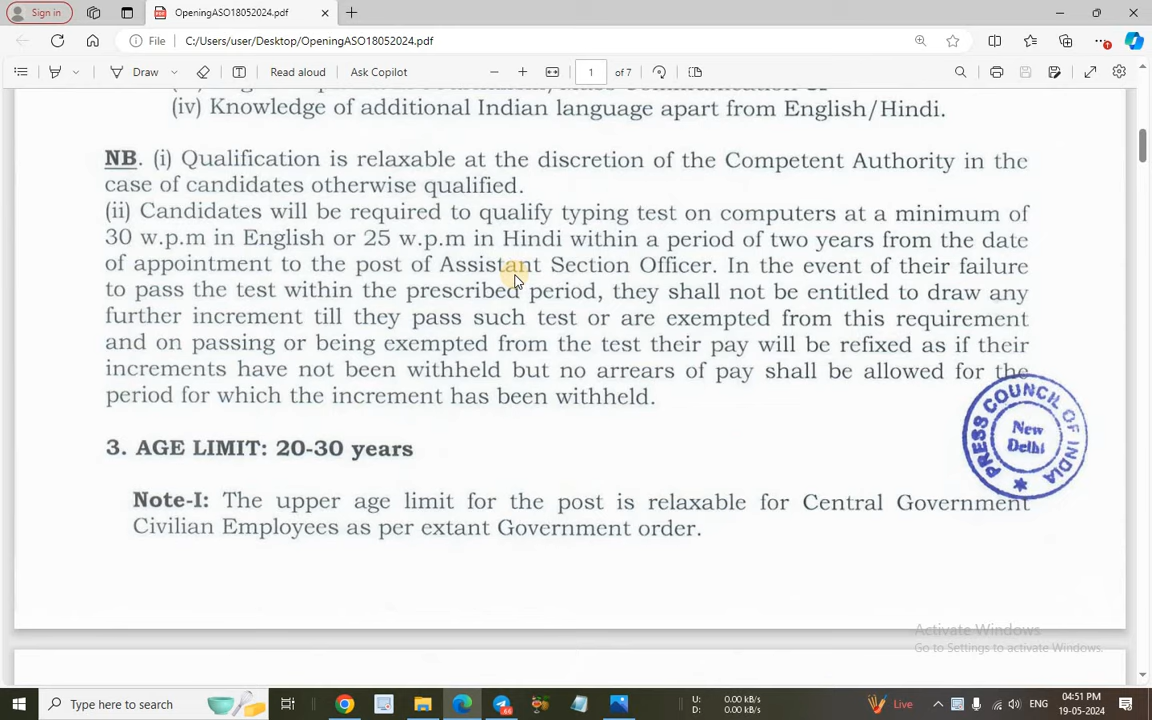 Sign in
OpeningASO18052024.pdf
File C:/Users/user/Desktop/OpeningASO18052024.pdf
Draw
Read aloud
Ask Copilot
1 of 7
(iv) Knowledge of additional Indian language apart from English/Hindi.
NB. (i) Qualification is relaxable at the discretion of the Competent Authority in the
case of candidates otherwise qualified.
(ii) Candidates will be required to qualify typing test on computers at a minimum of
30 w.p.m in English or 25 w.p.m in Hindi within a period of two years from the date
of appointment to the post of Assistant Section Officer. In the event of their failure
to pass the test within the prescribed period, they shall not be entitled to draw any
further increment till they pass such test or are exempted from this requirement
and on passing or being exempted from the test their pay will be refixed as if their
increments have not been withheld but no arrears of pay shall be allowed for the
period for which the increment has been withheld.
PRESS COUNCIL OF INDIA
New
Delhi
3. AGE LIMIT: 20-30 years
Note-I: The upper age limit for the post is relaxable for Central Government
Civilian Employees as per extant Government order.
Activate Windows
Go to Settings to activate Windows.
Type here to search
66
U: 0.00 kB/s
D: 0.00 kB/s
Live
ENG
04:51 PM
19-05-2024